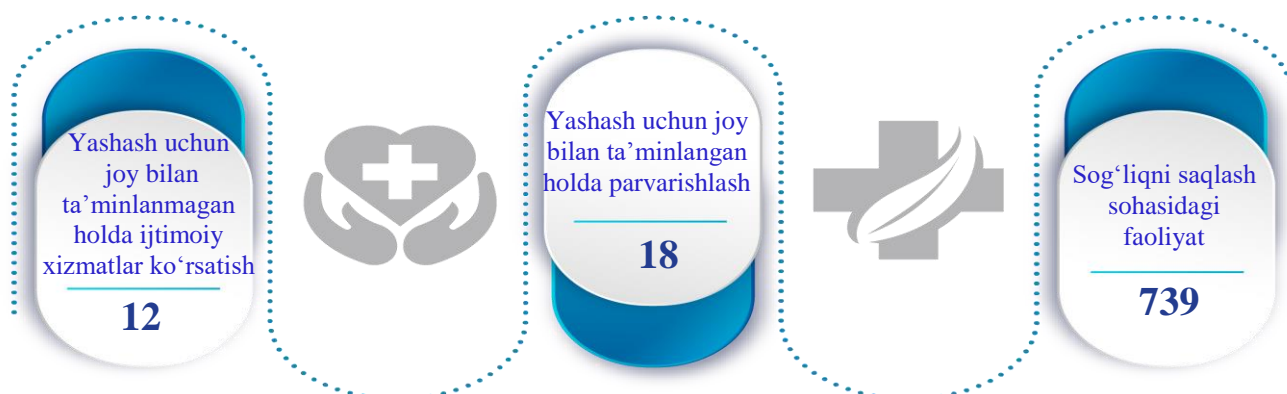 Yashash uchun
joy bilan
ta’minlanmagan
holda ijtimoiy
xizmatlar ko‘rsatish
12
Yashash uchun joy
bilan ta’minlangan
holda parvarishlash
18
Sog‘liqni saqlash
sohasidagi
faoliyat
739